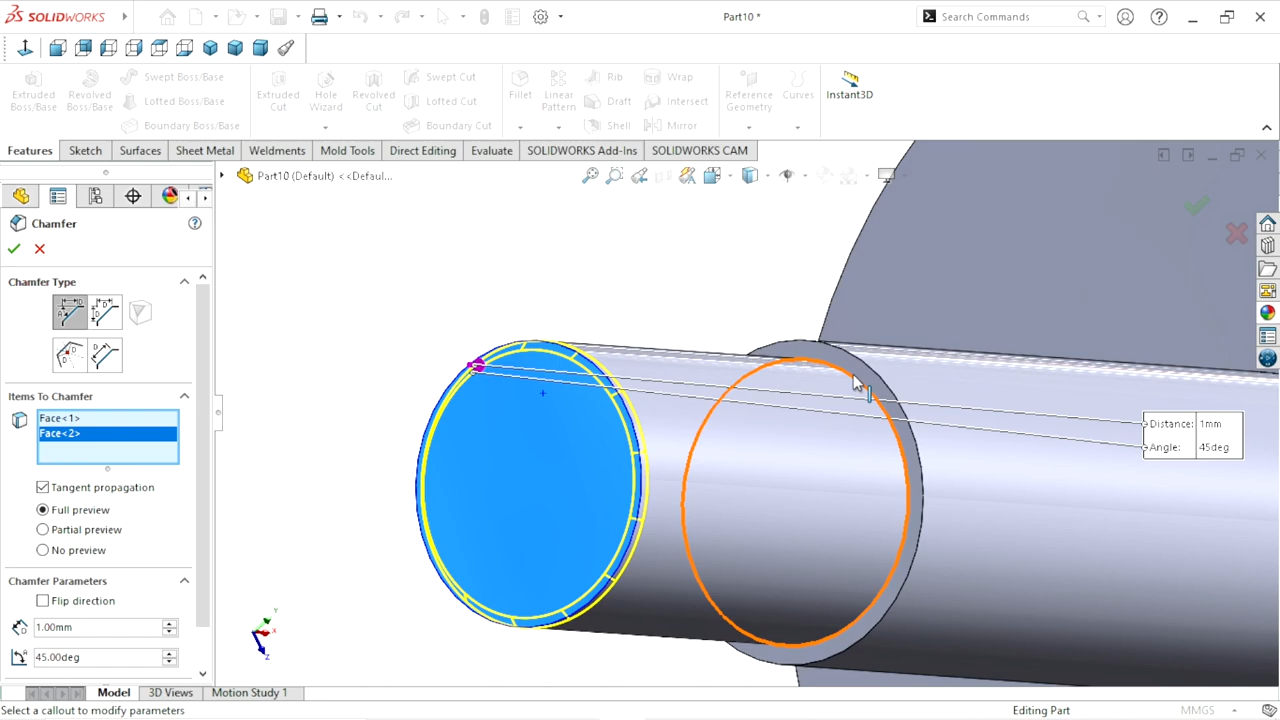 SOLIDWORKS
Part10 *
Search Commands
Extruded Boss/Base
Revolved Boss/Base
Swept Boss/Base
Lofted Boss/Base
Boundary Boss/Base
Extruded Cut
Hole Wizard
Revolved Cut
Swept Cut
Lofted Cut
Boundary Cut
Fillet
Linear Pattern
Rib
Draft
Shell
Wrap
Intersect
Mirror
Reference Geometry
Curves
Instant3D
Features
Sketch
Surfaces
Sheet Metal
Weldments
Mold Tools
Direct Editing
Evaluate
SOLIDWORKS Add-Ins
SOLIDWORKS CAM
Part10 (Default) <<Defaul...
Chamfer
Chamfer Type
Items To Chamfer
Face<1>
Face<2>
Tangent propagation
Full preview
Partial preview
No preview
Chamfer Parameters
Flip direction
1.00mm
45.00deg
Distance: 1mm
Angle: 45deg
Y
X
Z
Model
3D Views
Motion Study 1
Select a callout to modify parameters
Editing Part
MMGS